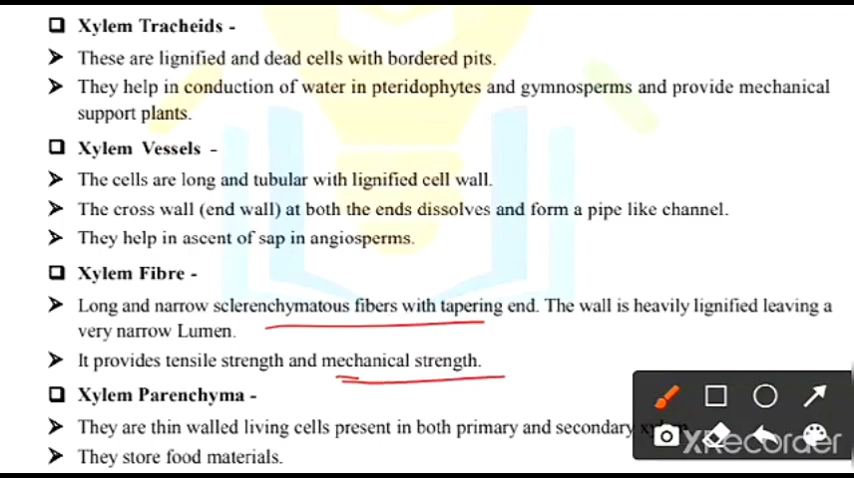 ❑ Xylem Tracheids -
➤ These are lignified and dead cells with bordered pits.
➤ They help in conduction of water in pteridophytes and gymnosperms and provide mechanical
support plants.
❑ Xylem Vessels -
➤ The cells are long and tubular with lignified cell wall.
➤ The cross wall (end wall) at both the ends dissolves and form a pipe like channel.
➤ They help in ascent of sap in angiosperms.
❑ Xylem Fibre -
➤ Long and narrow sclerenchymatous fibers with tapering end. The wall is heavily lignified leaving a
very narrow Lumen.
➤ It provides tensile strength and mechanical strength.
❑ Xylem Parenchyma -
➤ They are thin walled living cells present in both primary and secondary
XRecorder
➤ They store food materials.